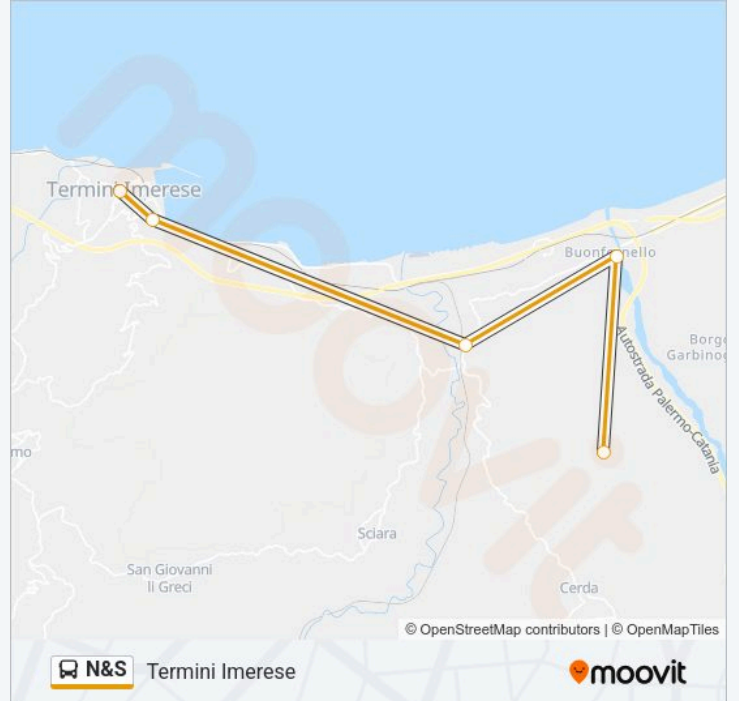 Termini Imerese
Buonfornello
Borgo
Garbinog
Autostrada Palermo-Catania
mo
Sciara
San Giovanni
li Greci
Cerda
© OpenStreetMap contributors | © OpenMapTiles
N&S
Termini Imerese
moovit